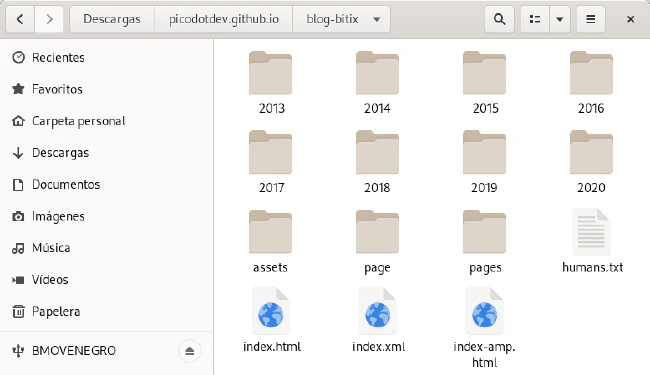 Descargas picodotdev.github.io blog-bitix
Recientes
Favoritos
Carpeta personal
Descargas
Documentos
Imágenes
Música
Vídeos
Papelera
BMOVENEGRO
2013 2014 2015 2016
2017 2018 2019 2020
assets page pages humans.txt
index.html index.xml index-amp.
html